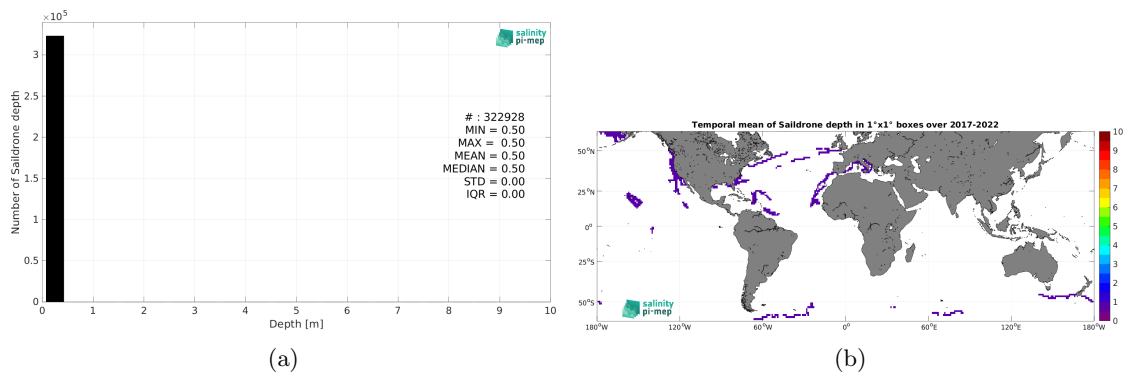 ×10^5
3
2.5
2
1.5
1
0.5
0
Number of Saildrone depth
0 1 2 3 4 5 6 7 8 9 10
Depth [m]
salinity
pi-mep
# : 322928
MIN = 0.50
MAX = 0.50
MEAN = 0.50
MEDIAN = 0.50
STD = 0.00
IQR = 0.00
(a)
Temporal mean of Saildrone depth in 1°x1° boxes over 2017-2022
50°N
25°N
0°
25°S
50°S
180°W 120°W 60°W 0° 60°E 120°E 180°W
salinity
pi-mep
10
9
8
7
6
5
4
3
2
1
0
(b)